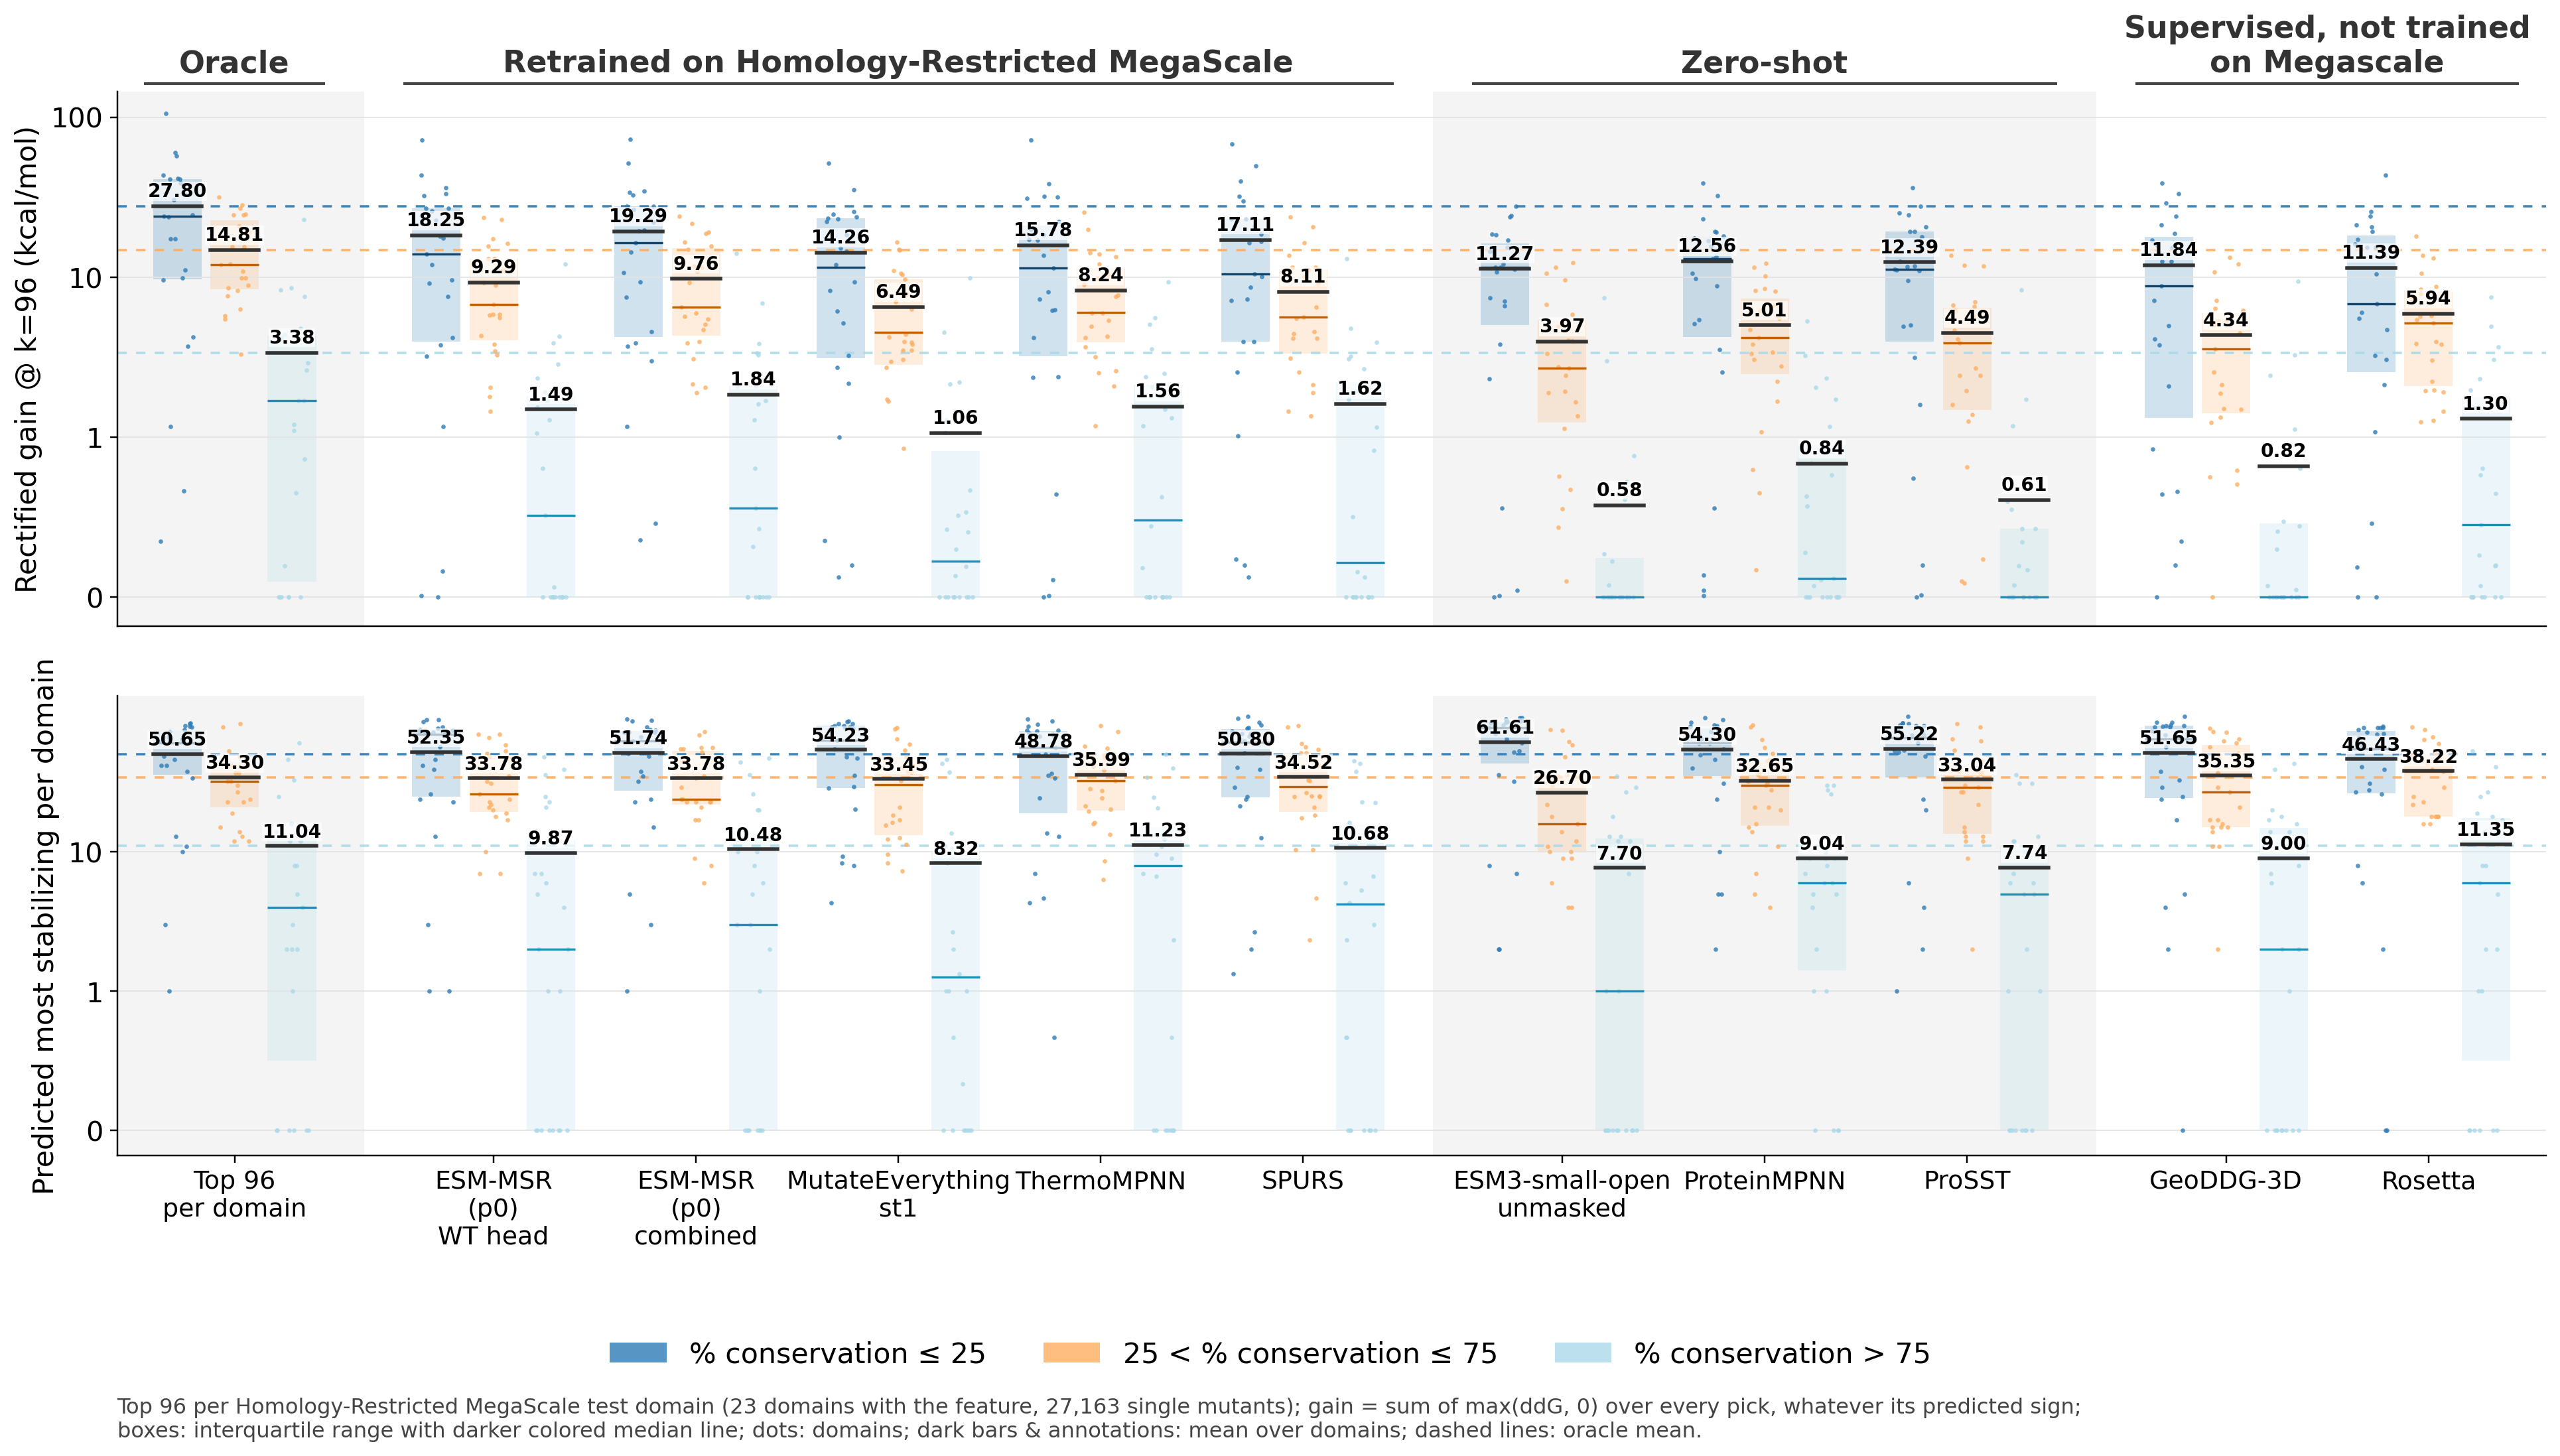 Supervised, not trained
Oracle
Retrained on Homology-Restricted MegaScale
Zero-shot
on Megascale
Rectified gain @ k=96 (kcal/mol)
100
10
1
0
27.80
14.81
3.38
18.25
9.29
1.49
19.29
9.76
1.84
14.26
6.49
1.06
15.78
8.24
1.56
17.11
8.11
1.62
11.27
3.97
0.58
12.56
5.01
0.84
12.39
4.49
0.61
11.84
4.34
0.82
11.39
5.94
1.30
Predicted most stabilizing per domain
10
1
0
50.65
34.30
11.04
52.35
33.78
9.87
51.74
33.78
10.48
54.23
33.45
8.32
48.78
35.99
11.23
50.80
34.52
10.68
61.61
26.70
7.70
54.30
32.65
9.04
55.22
33.04
7.74
51.65
35.35
9.00
46.43
38.22
11.35
Top 96
per domain
ESM-MSR
(p0)
WT head
ESM-MSR
(p0)
combined
MutateEverything
st1
ThermoMPNN
SPURS
ESM3-small-open
unmasked
ProteinMPNN
ProSST
GeoDDG-3D
Rosetta
% conservation ≤ 25
25 < % conservation ≤ 75
% conservation > 75
Top 96 per Homology-Restricted MegaScale test domain (23 domains with the feature, 27,163 single mutants); gain = sum of max(ddG, 0) over every pick, whatever its predicted sign;
boxes: interquartile range with darker colored median line; dots: domains; dark bars & annotations: mean over domains; dashed lines: oracle mean.